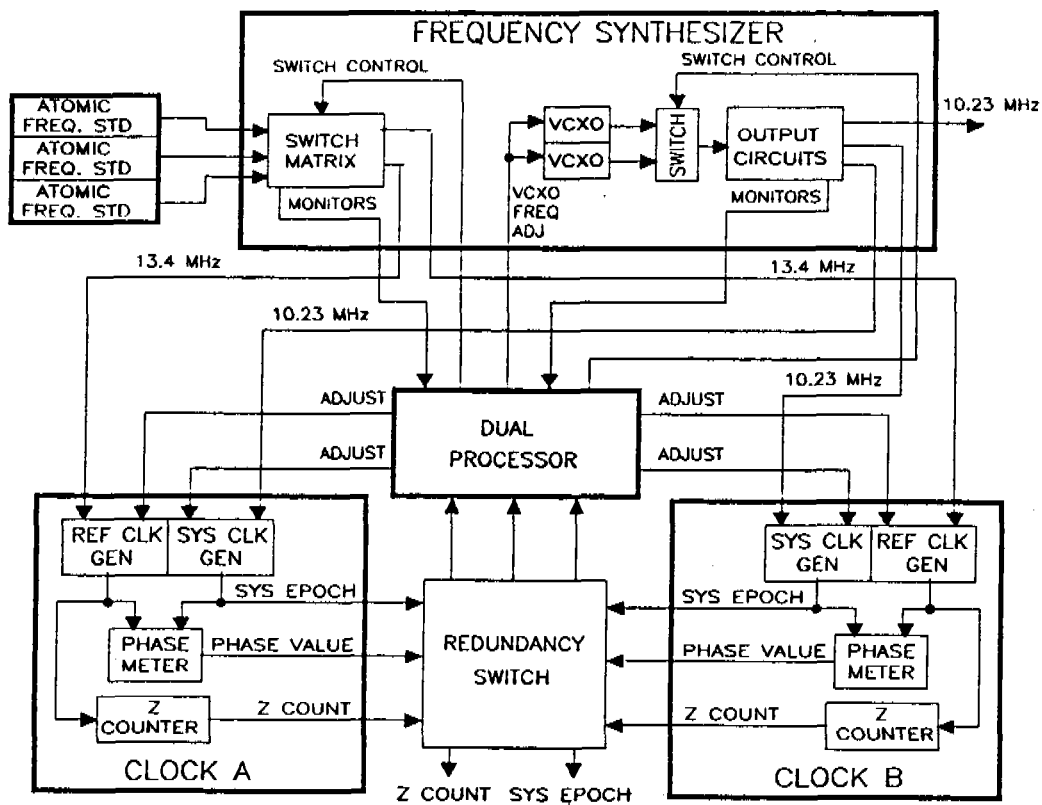 FREQUENCY SYNTHESIZER
SWITCH CONTROL
SWITCH CONTROL
ATOMIC
FREQ. STD
ATOMIC
FREQ. STD
ATOMIC
FREQ. STD
SWITCH
MATRIX
MONITORS
VCXO
VCXO
VCXO
FREQ
ADJ
SWITCH
OUTPUT
CIRCUITS
MONITORS
10.23 MHz
13.4 MHz
13.4 MHz
10.23 MHz
10.23 MHz
ADJUST
ADJUST
DUAL
PROCESSOR
ADJUST
ADJUST
REF CLK
GEN
SYS CLK
GEN
SYS EPOCH
PHASE
METER
PHASE VALUE
Z
COUNTER
Z COUNT
CLOCK A
REDUNDANCY
SWITCH
Z COUNT
SYS EPOCH
SYS CLK
GEN
REF CLK
GEN
SYS EPOCH
PHASE VALUE
PHASE
METER
Z COUNT
Z
COUNTER
CLOCK B